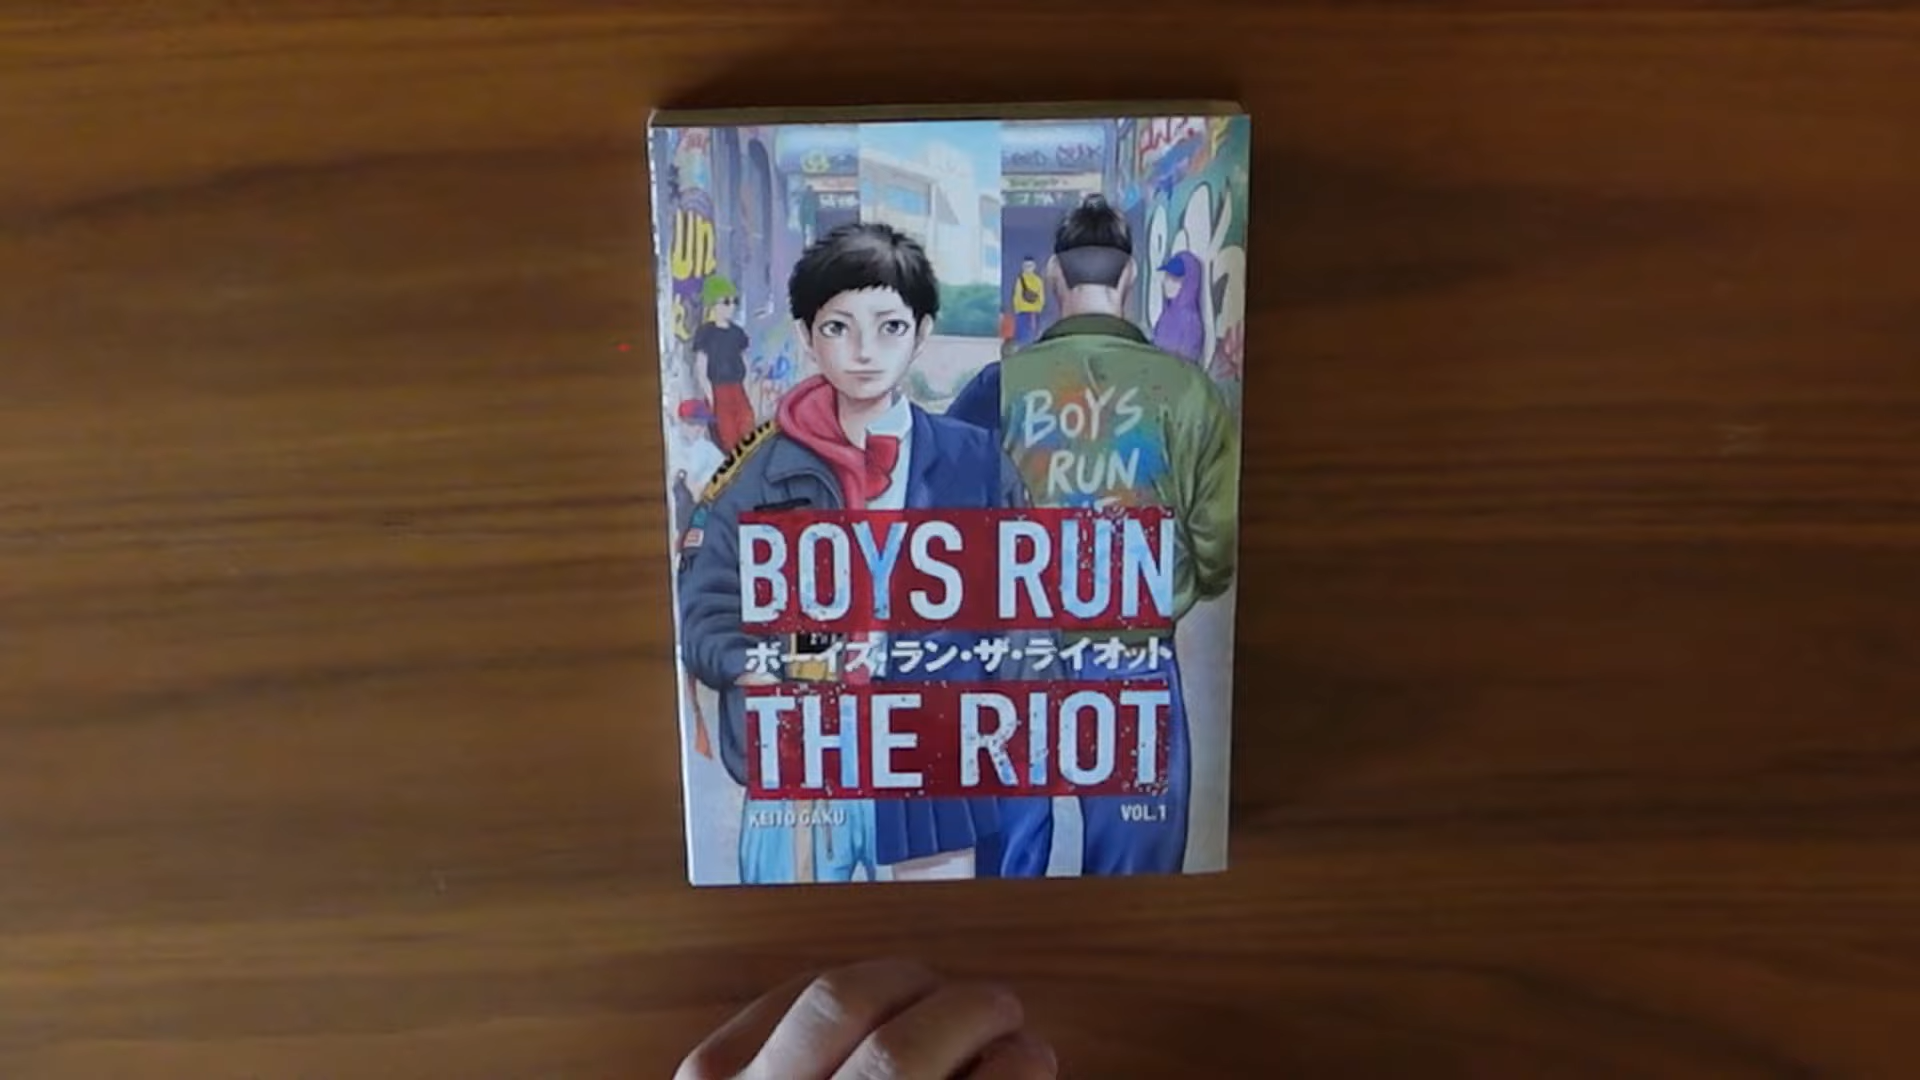 un
BOYS
RUN
BOYS RUN
ボーイズ・ラン・ザ・ライオット
THE RIOT
KEITO GAKU
VOL.1